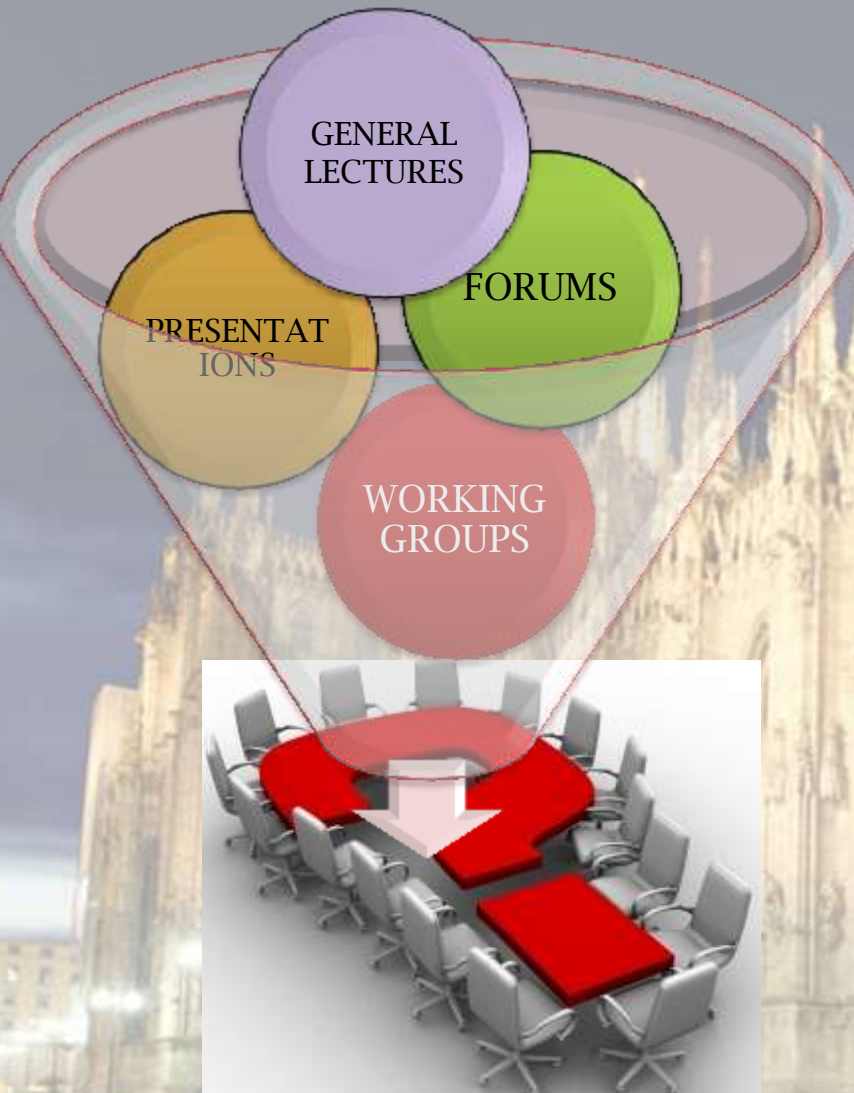 GENERAL
LECTURES
FORUMS
PRESENTAT
IONS
WORKING
GROUPS